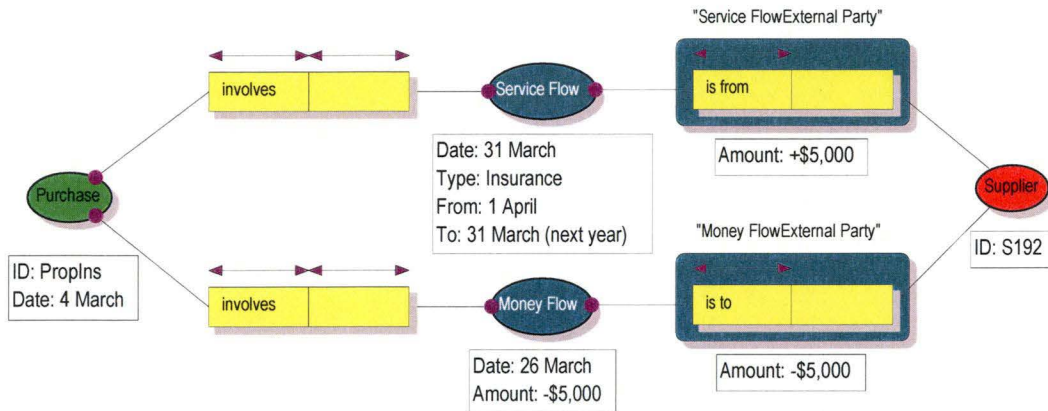 "Service FlowExternal Party"
involves
Service Flow
is from
Date: 31 March
Type: Insurance
From: 1 April
To: 31 March (next year)
Amount: +$5,000
Purchase
Supplier
ID: PropIns
Date: 4 March
"Money FlowExternal Party"
ID: S192
involves
Money Flow
is to
Date: 26 March
Amount: -$5,000
Amount: -$5,000